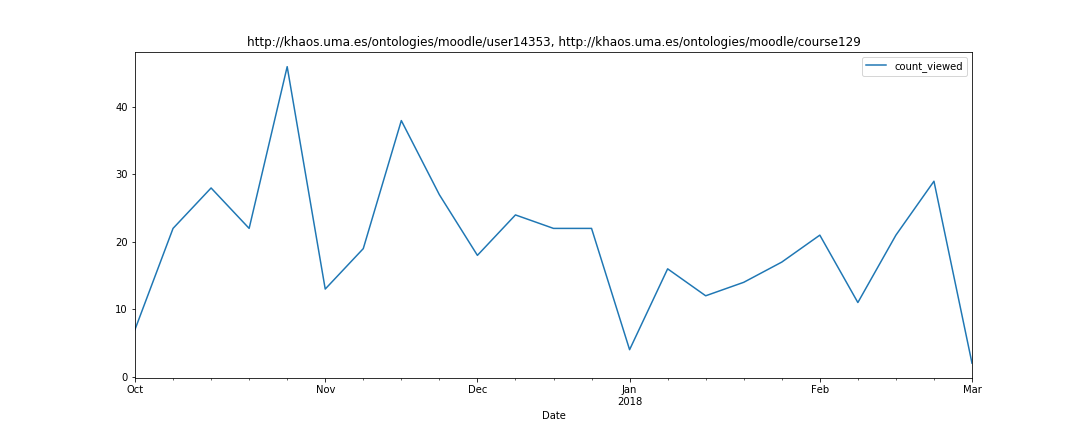 http://khaos.uma.es/ontologies/moodle/user14353, http://khaos.uma.es/ontologies/moodle/course129
count_viewed
40
30
20
10
0
Oct
Nov
Dec
Jan
2018
Feb
Mar
Date